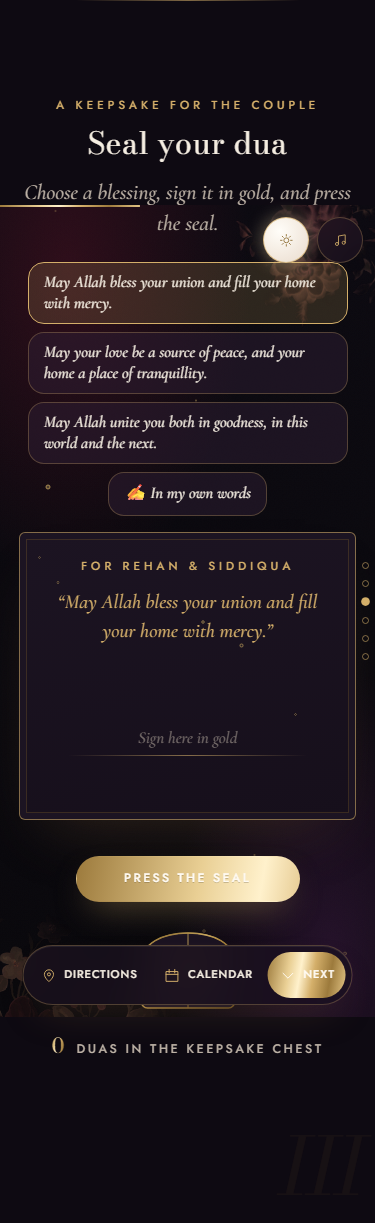 A KEEPSAKE FOR THE COUPLE
Seal your dua
Choose a blessing, sign it in gold, and press
the seal.
May Allah bless your union and fill your home
with mercy.
May your love be a source of peace, and your
home a place of tranquillity.
May Allah unite you both in goodness, in this
world and the next.
✍️ In my own words
FOR REHAN & SIDDIQUA
“May Allah bless your union and fill
your home with mercy.”
Sign here in gold
PRESS THE SEAL
DIRECTIONS
CALENDAR
NEXT
0 DUAS IN THE KEEPSAKE CHEST
III